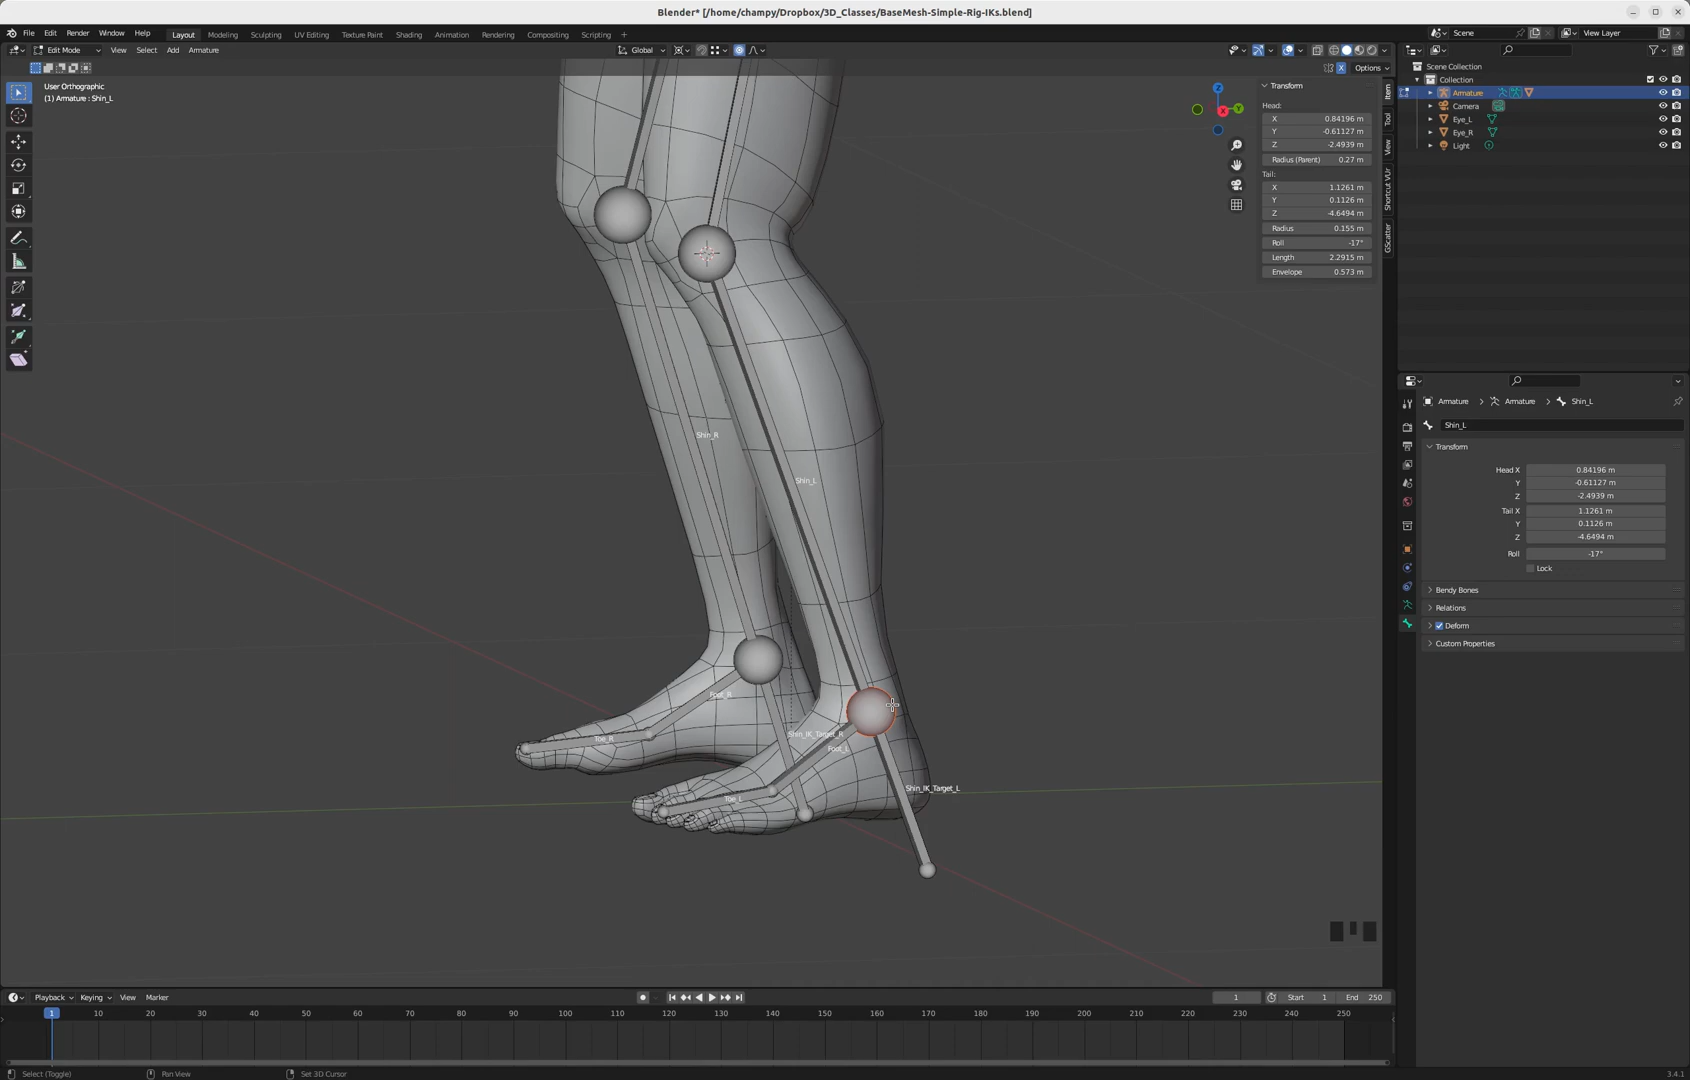 Blender* [/home/champy/Dropbox/3D_Classes/BaseMesh-Simple-Rig-IKs.blend]
File Edit Render Window Help Layout Modeling Sculpting UV Editing Texture Paint Shading Animation Rendering Compositing Scripting + Scene View Layer
Edit Mode View Select Add Armature Global
X Options
User Orthographic
(1) Armature : Shin_L
Z
Y
X
Transform
Head:
X 0.84196 m
Y -0.61127 m
Z -2.4939 m
Radius (Parent) 0.27 m
Tail:
X 1.1261 m
Y 0.1126 m
Z -4.6494 m
Radius 0.155 m
Roll -17°
Length 2.2915 m
Envelope 0.573 m
Item
Tool
View
Shortcut VUr
GScatter
Scene Collection
Collection
Armature
Camera
Eye_L
Eye_R
Light
Armature > Armature > Shin_L
Shin_L
Transform
Head X 0.84196 m
Y -0.61127 m
Z -2.4939 m
Tail X 1.1261 m
Y 0.1126 m
Z -4.6494 m
Roll -17°
Lock
Bendy Bones
Relations
Deform
Custom Properties
Shin_R
Shin_L
Foot_R
Toe_R
Shin_IK_Target_R
Foot_L
Shin_IK_Target_L
Toe_L
Playback Keying View Marker 1 Start 1 End 250
1 10 20 30 40 50 60 70 80 90 100 110 120 130 140 150 160 170 180 190 200 210 220 230 240 250
Select (Toggle) Pan View Set 3D Cursor 3.4.1